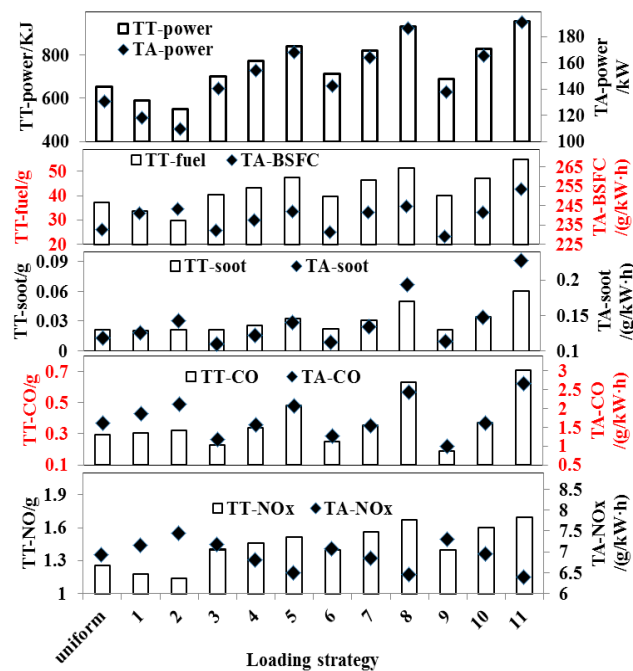 TT-power/KJ
800
600
400
TT-power
TA-power
180
160
140
120
100
TA-power
/kW
TT-fuel/g
50
40
30
20
TT-fuel
TA-BSFC
265
255
245
235
225
TA-BSFC
/(g/kW·h)
TT-soot/g
0.09
0.06
0.03
0
TT-soot
TA-soot
0.2
0.15
0.1
TA-soot
/(g/kW·h)
TT-CO/g
0.7
0.5
0.3
0.1
TT-CO
TA-CO
3
2.5
2
1.5
1
0.5
TA-CO
/(g/kW·h)
TT-NO/g
1.9
1.6
1.3
1
TT-NOx
TA-NOx
8
7.5
7
6.5
6
TA-NOx
/(g/kW·h)
uniform
1
2
3
4
5
6
7
8
9
10
11
Loading strategy